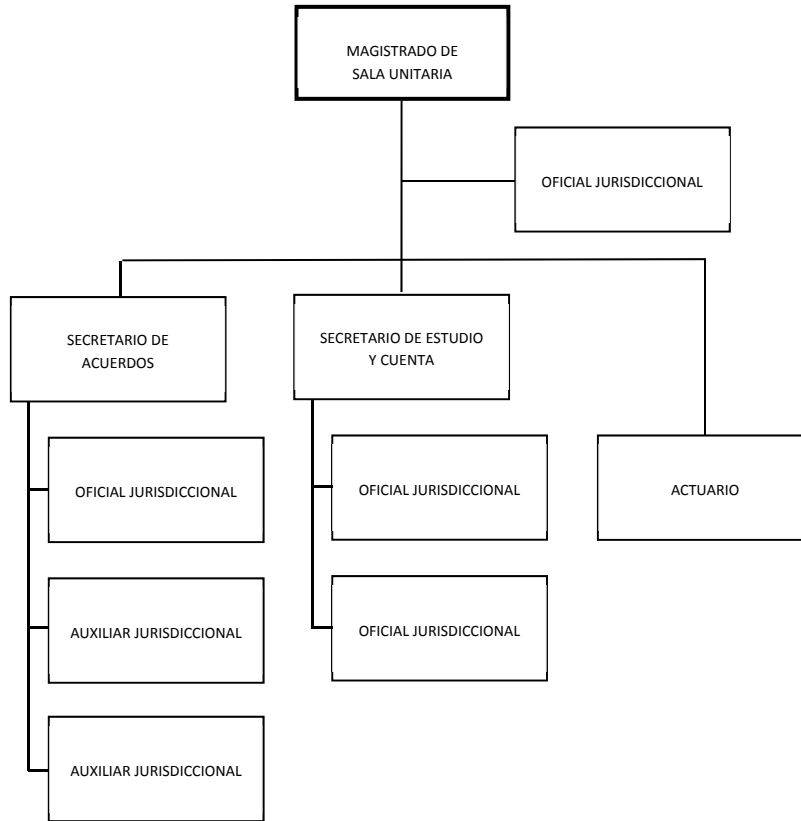 MAGISTRADO DE
SALA UNITARIA
OFICIAL JURISDICCIONAL
SECRETARIO DE
ACUERDOS
SECRETARIO DE ESTUDIO
Y CUENTA
OFICIAL JURISDICCIONAL
OFICIAL JURISDICCIONAL
ACTUARIO
AUXILIAR JURISDICCIONAL
OFICIAL JURISDICCIONAL
AUXILIAR JURISDICCIONAL